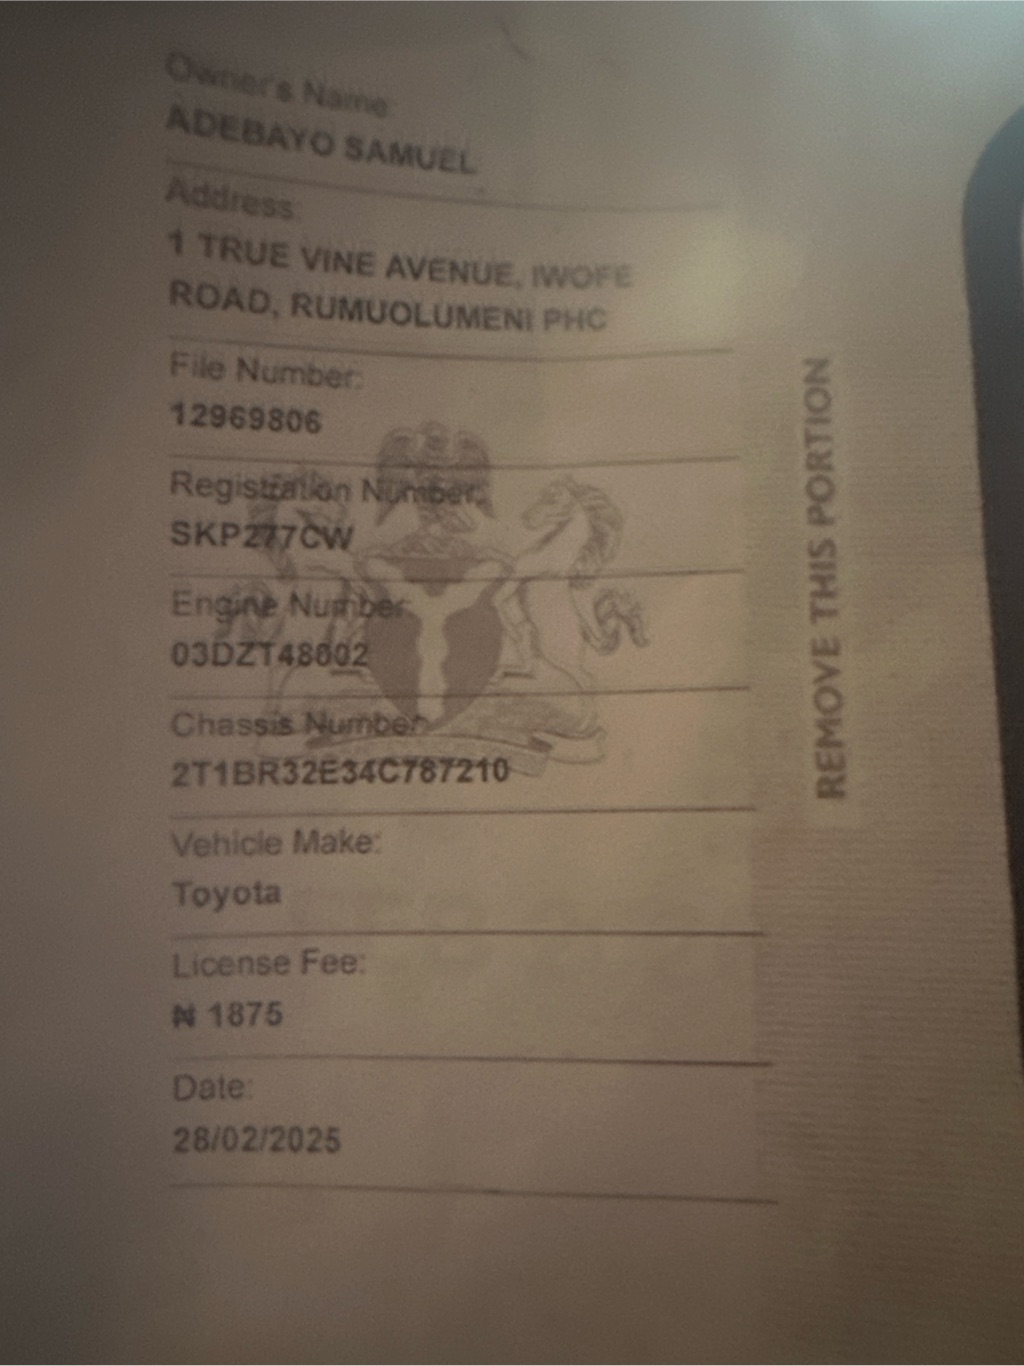 Owner's Name:
ADEBAYO SAMUEL
Address:
1 TRUE VINE AVENUE, IWOFE
ROAD, RUMUOLUMENI PHC
File Number:
12969806
Registration Number:
SKP277CW
Engine Number:
03DZT48002
Chassis Number:
2T1BR32E34C787210
Vehicle Make:
Toyota
License Fee:
₦ 1875
Date:
28/02/2025
REMOVE THIS PORTION